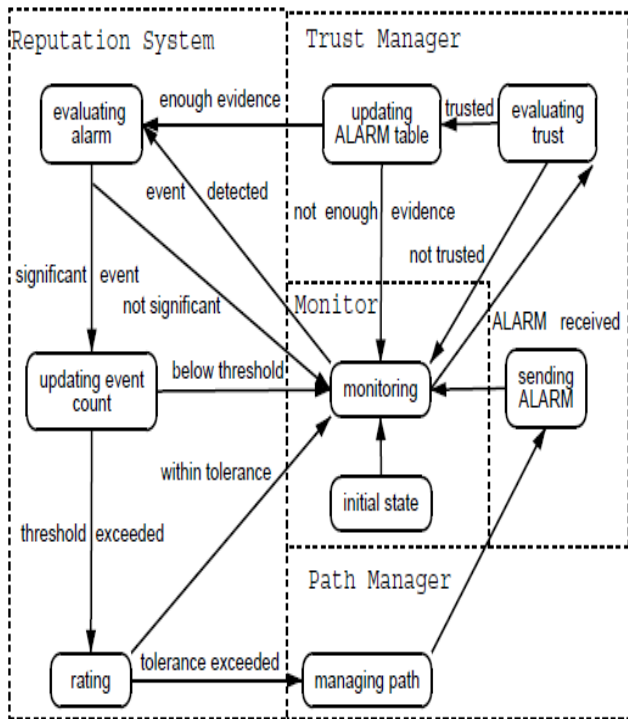 Reputation System
Trust Manager
evaluating
alarm
enough evidence
updating
ALARM table
trusted
evaluating
trust
event detected
not enough evidence
not trusted
significant event
not significant
Monitor
ALARM received
updating event
count
below threshold
monitoring
sending
ALARM
within tolerance
initial state
threshold exceeded
Path Manager
rating
tolerance exceeded
managing path